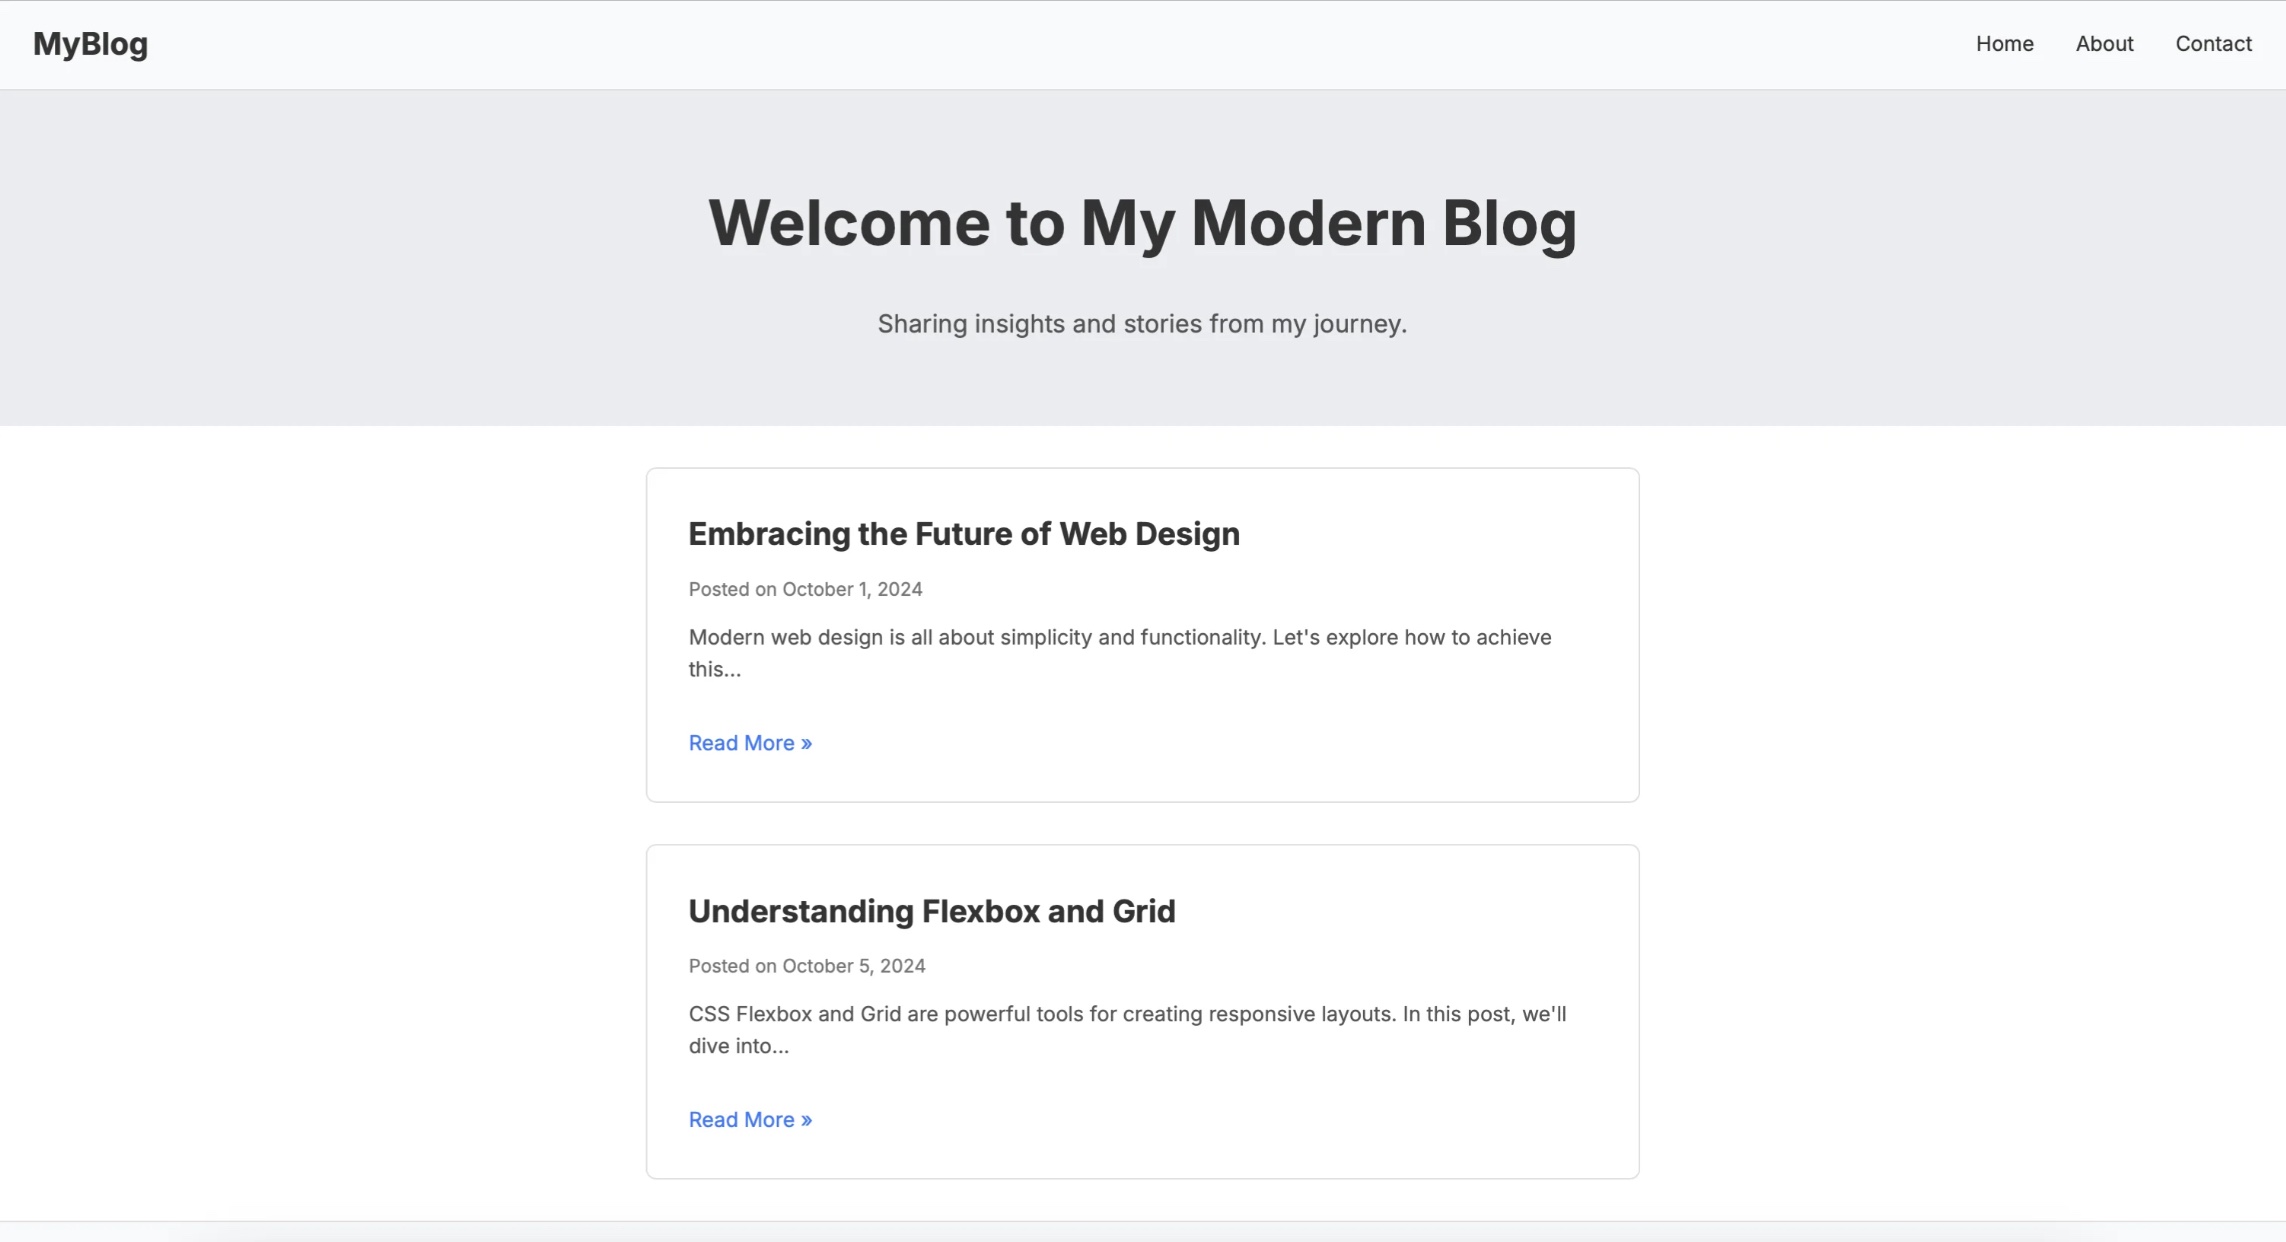 MyBlog
Home About Contact
Welcome to My Modern Blog
Sharing insights and stories from my journey.
Embracing the Future of Web Design
Posted on October 1, 2024
Modern web design is all about simplicity and functionality. Let's explore how to achieve
this...
Read More »
Understanding Flexbox and Grid
Posted on October 5, 2024
CSS Flexbox and Grid are powerful tools for creating responsive layouts. In this post, we'll
dive into...
Read More »